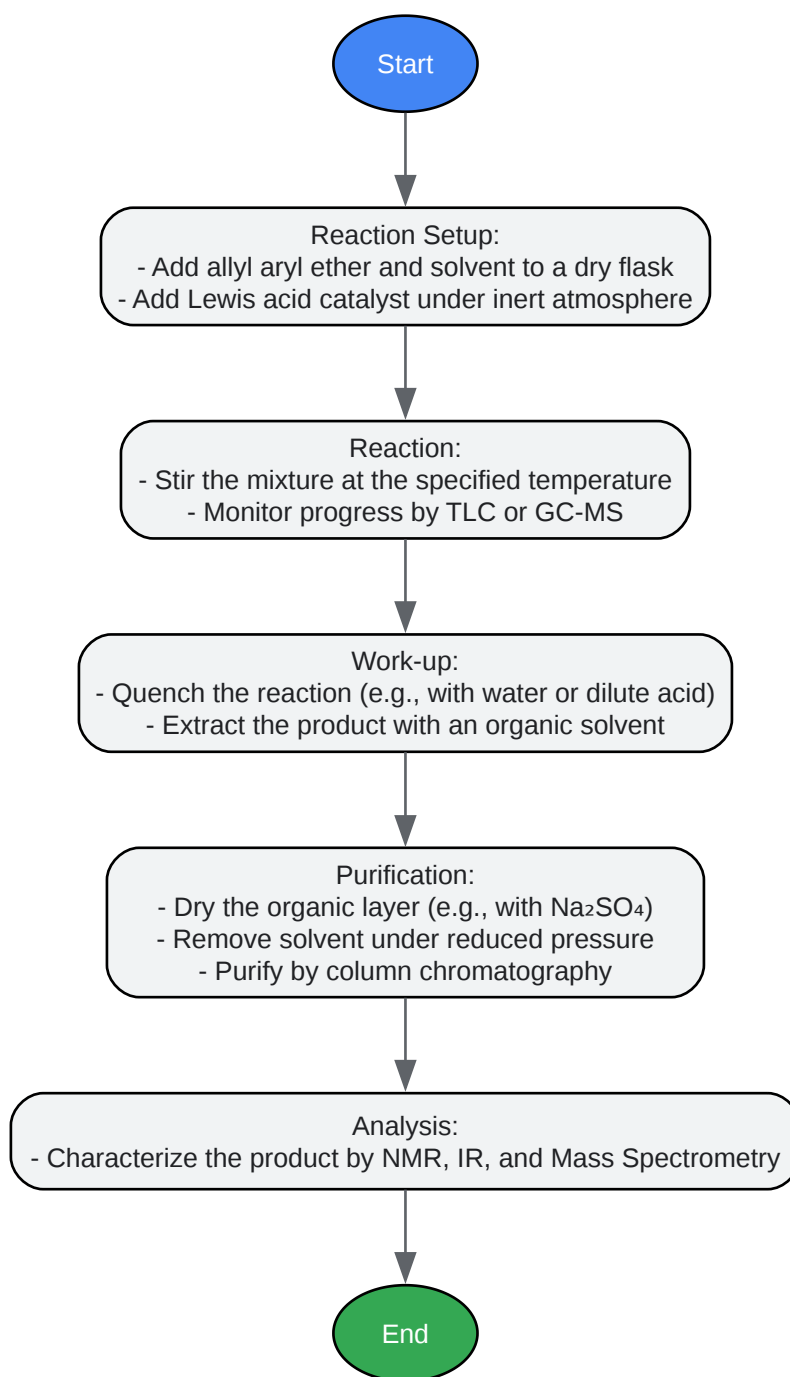 Start
Reaction Setup:
- Add allyl aryl ether and solvent to a dry flask
- Add Lewis acid catalyst under inert atmosphere
Reaction:
- Stir the mixture at the specified temperature
- Monitor progress by TLC or GC-MS
Work-up:
- Quench the reaction (e.g., with water or dilute acid)
- Extract the product with an organic solvent
Purification:
- Dry the organic layer (e.g., with Na₂SO₄)
- Remove solvent under reduced pressure
- Purify by column chromatography
Analysis:
- Characterize the product by NMR, IR, and Mass Spectrometry
End